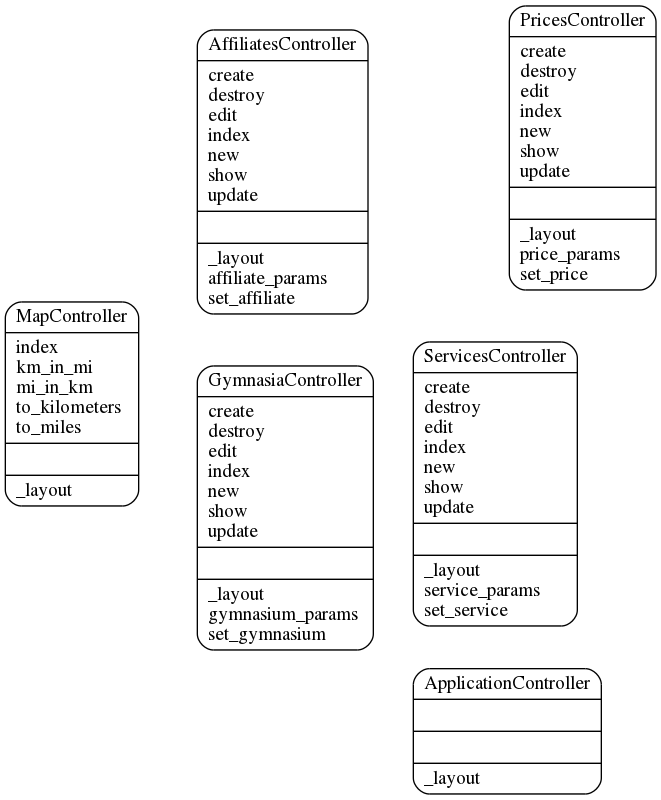 AffiliatesController
create
destroy
edit
index
new
show
update
_layout
affiliate_params
set_affiliate
PricesController
create
destroy
edit
index
new
show
update
_layout
price_params
set_price
MapController
index
km_in_mi
mi_in_km
to_kilometers
to_miles
_layout
GymnasiaController
create
destroy
edit
index
new
show
update
_layout
gymnasium_params
set_gymnasium
ServicesController
create
destroy
edit
index
new
show
update
_layout
service_params
set_service
ApplicationController
_layout